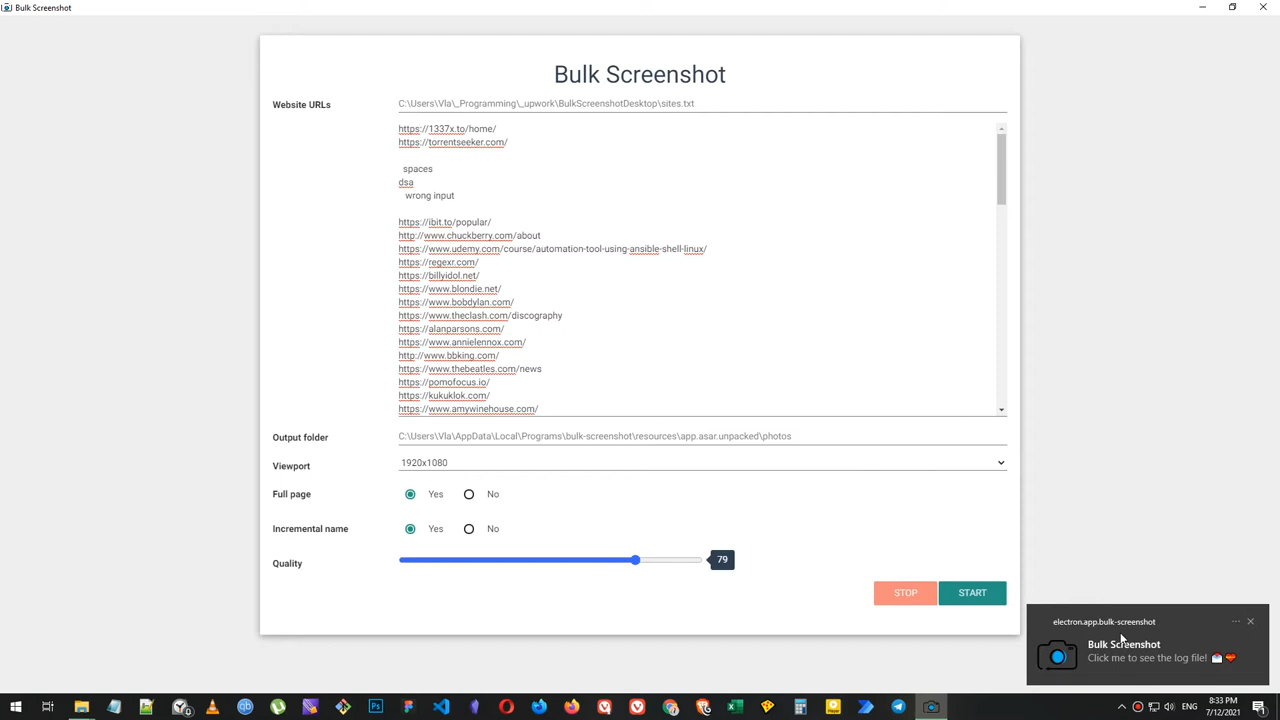 Bulk Screenshot
Bulk Screenshot
Website URLs
C:\Users\Vla\_Programming\_upwork\BulkScreenshotDesktop\sites.txt
https://1337x.to/home/
https://torrentseeker.com/
spaces
dsa
wrong input
https://ibit.to/popular/
http://www.chuckberry.com/about
https://www.udemy.com/course/automation-tool-using-ansible-shell-linux/
https://regexr.com/
https://billyidol.net/
https://www.blondie.net/
https://www.bobdylan.com/
https://www.theclash.com/discography
https://alanparsons.com/
https://www.annielennox.com/
http://www.bbking.com/
https://www.thebeatles.com/news
https://pomofocus.io/
https://kukuklok.com/
https://www.amywinehouse.com/
Output folder
C:\Users\Vla\AppData\Local\Programs\bulk-screenshot\resources\app.asar.unpacked\photos
Viewport
1920x1080
Full page
Yes No
Incremental name
Yes No
Quality
79
STOP START
electron.app.bulk-screenshot
Bulk Screenshot
Click me to see the log file!
ENG
8:33 PM
7/12/2021